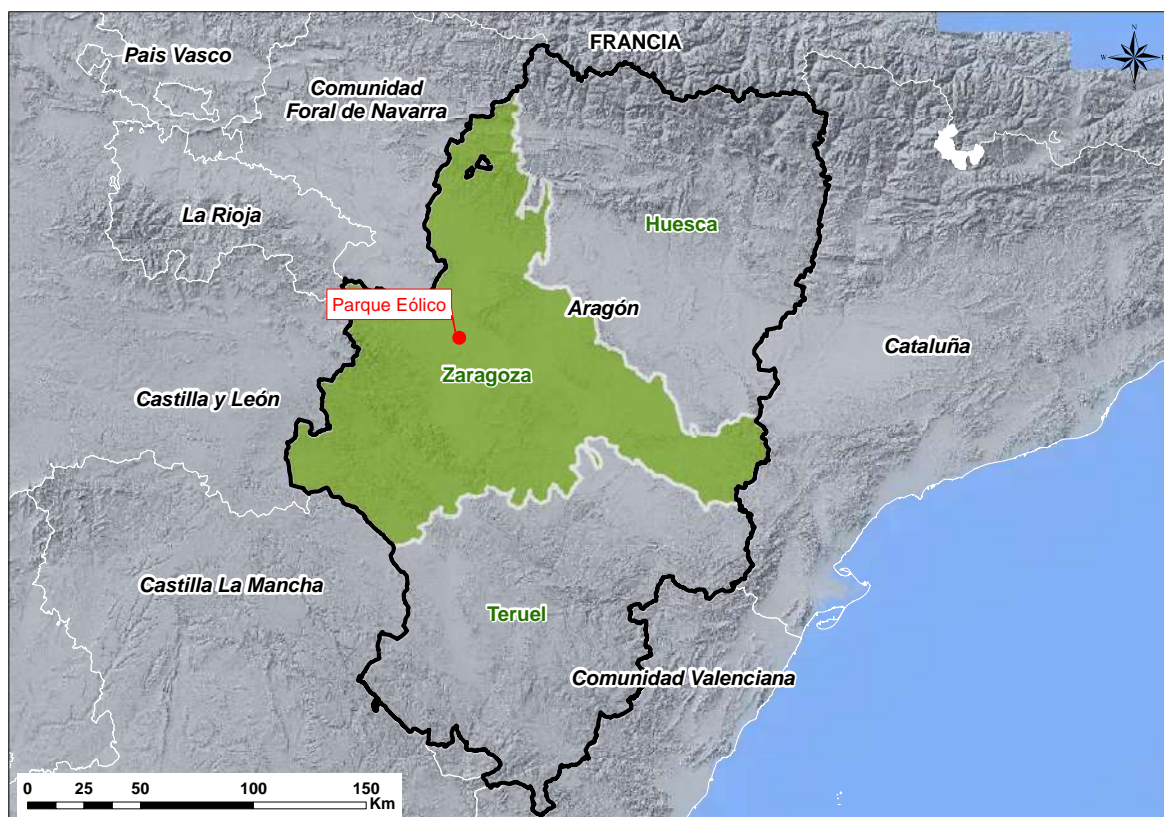 FRANCIA
Pais Vasco
Comunidad
Foral de Navarra
La Rioja
Huesca
Parque Eólico
Aragón
Cataluña
Zaragoza
Castilla y León
Castilla La Mancha
Teruel
Comunidad Valenciana
0 25 50 100 150
Km